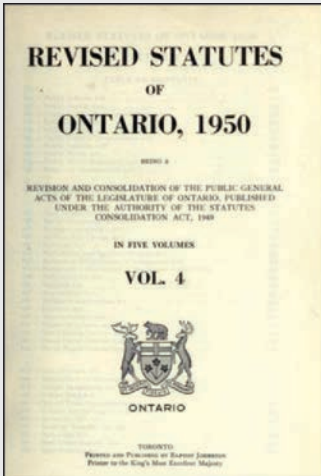 REVISED STATUTES
OF
ONTARIO, 1950
BEING A
REVISION AND CONSOLIDATION OF THE PUBLIC GENERAL
ACTS OF THE LEGISLATURE OF ONTARIO, PUBLISHED
UNDER THE AUTHORITY OF THE STATUTES
CONSOLIDATION ACT, 1949
IN FIVE VOLUMES
VOL. 4
ONTARIO
TORONTO
PRINTED AND PUBLISHED BY BAPTIST JOHNSTON
Printer to the King's Most Excellent Majesty